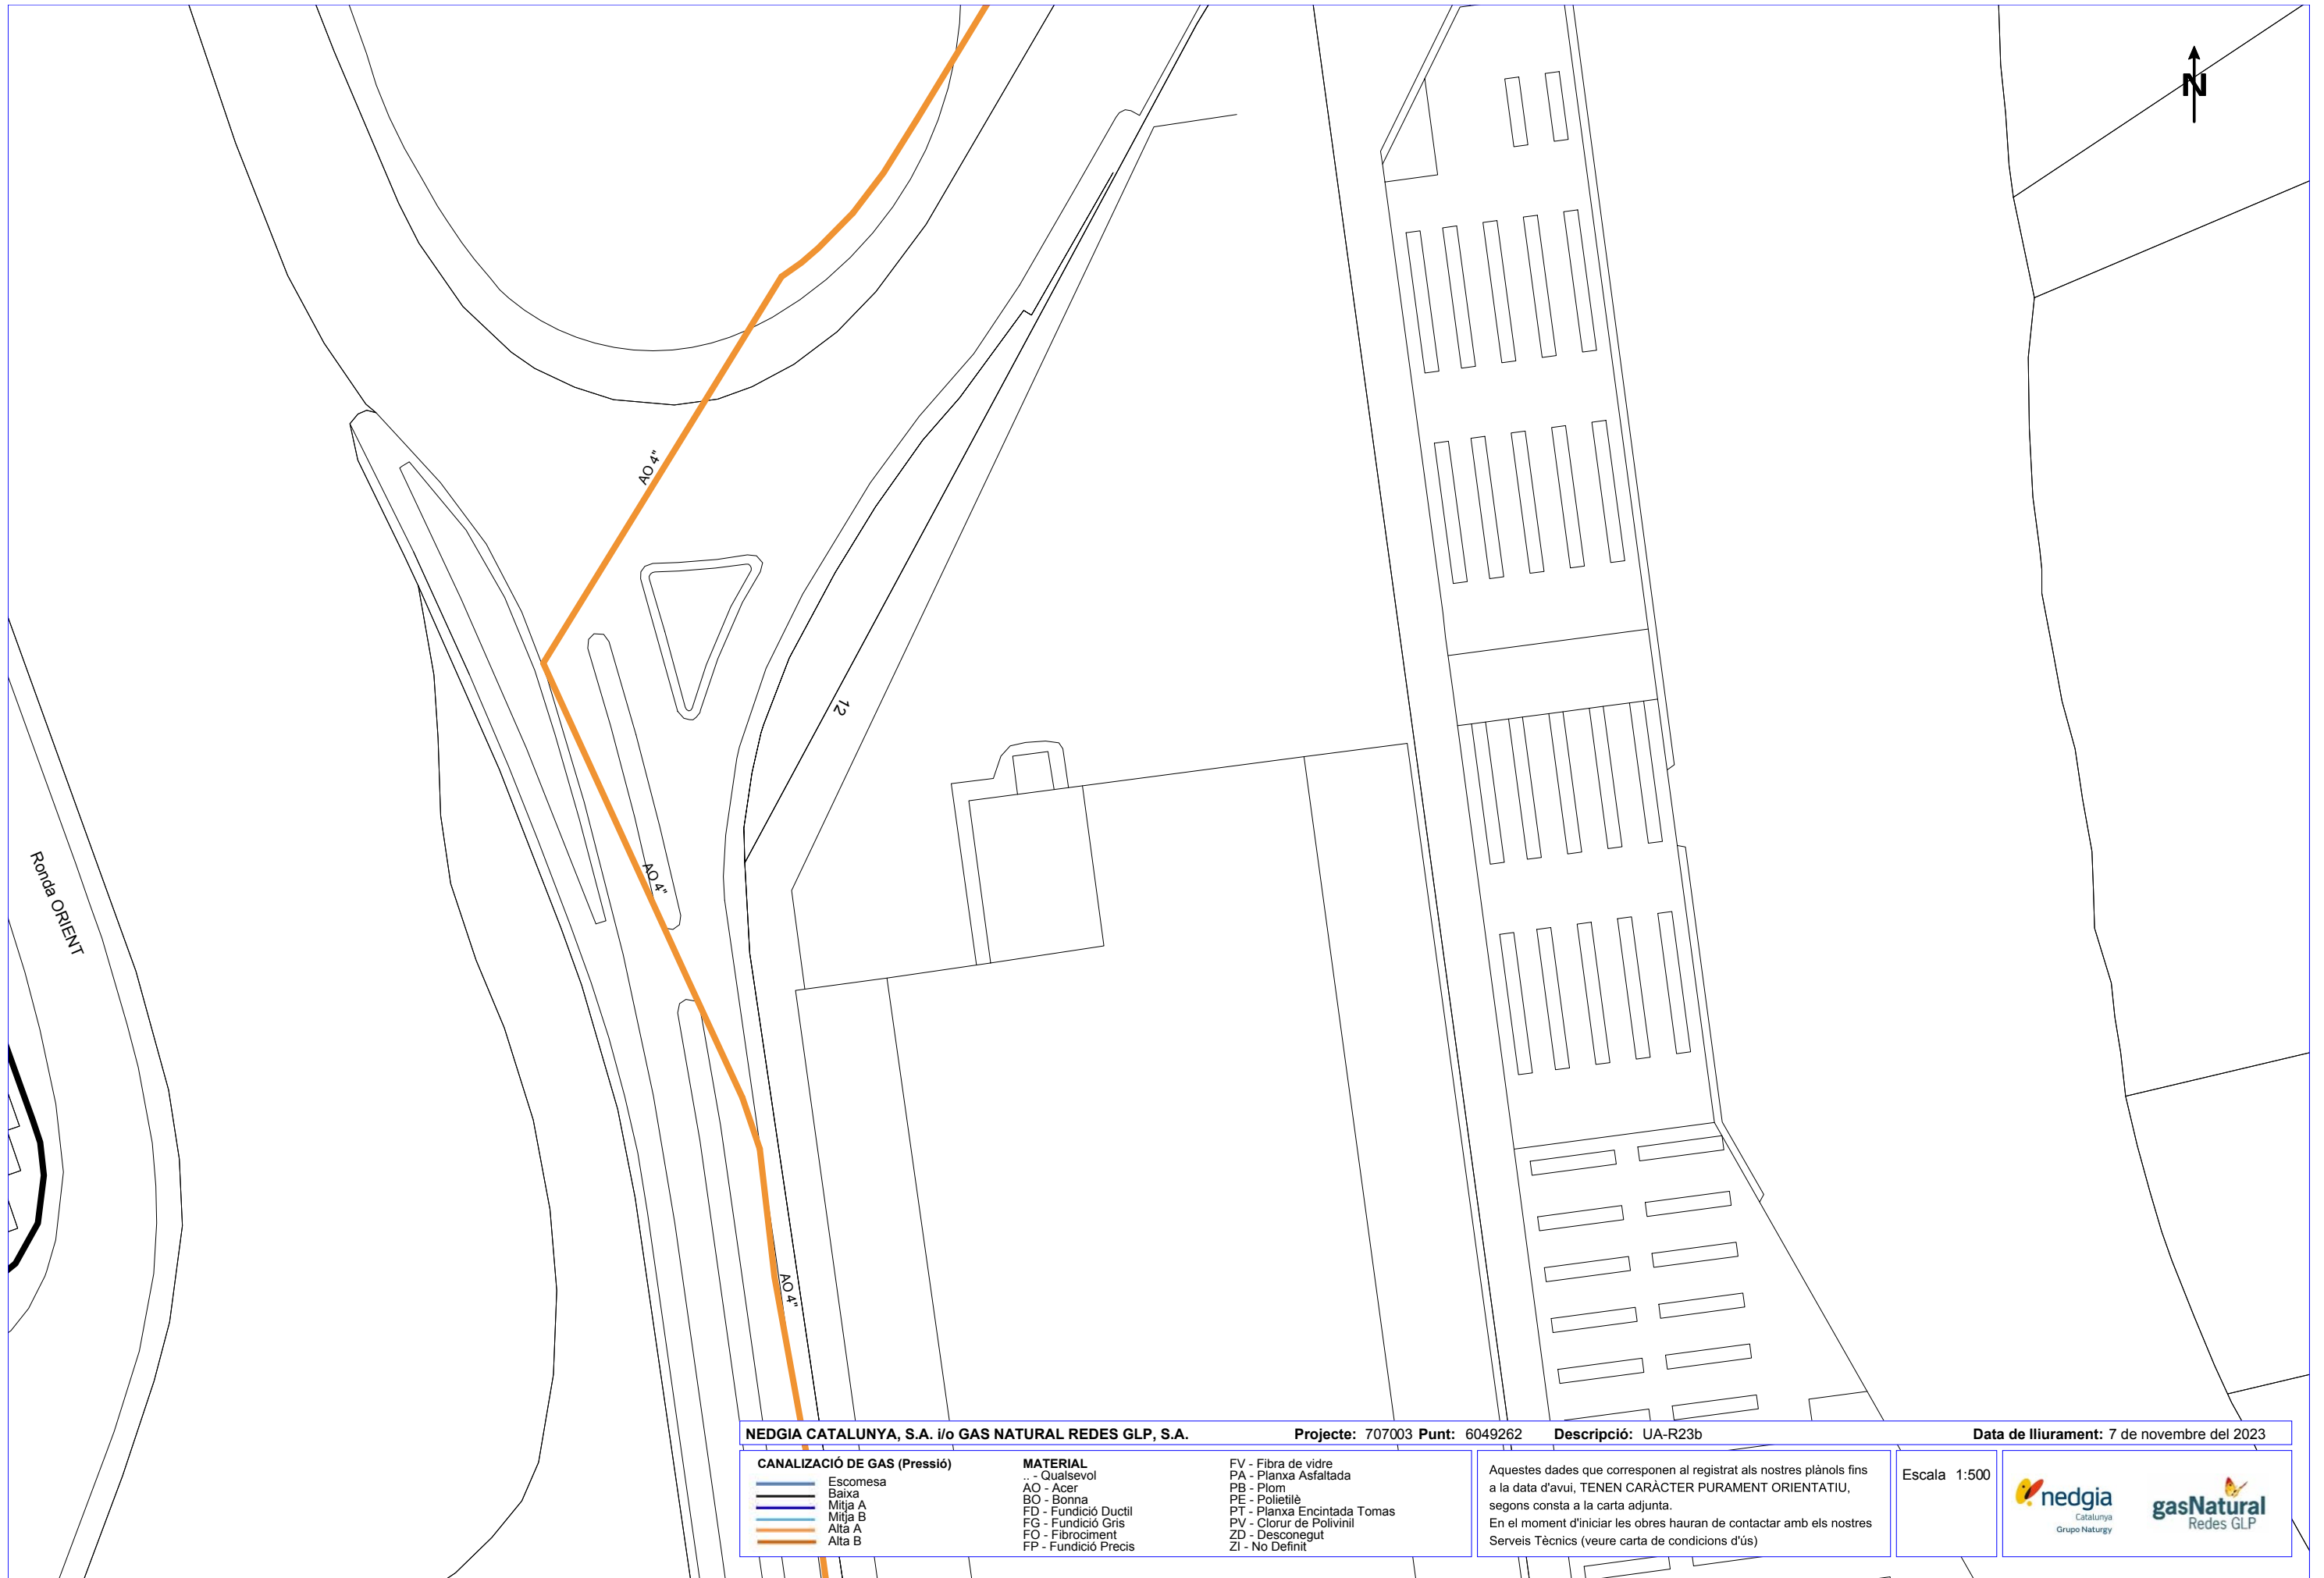 N
AO 4"
12
AO 4"
Ronda ORIENT
AO 4"
NEDGIA CATALUNYA, S.A. i/o GAS NATURAL REDES GLP, S.A. Projecte: 707003 Punt: 6049262 Descripció: UA-R23b Data de lliurament: 7 de novembre del 2023
CANALIZACIÓ DE GAS (Pressió)
Escomesa
Baixa
Mitja A
Mitja B
Alta A
Alta B
MATERIAL
.. - Qualsevol
AO - Acer
BO - Bonna
FD - Fundició Ductil
FG - Fundició Gris
FO - Fibrociment
FP - Fundició Precis
FV - Fibra de vidre
PA - Planxa Asfaltada
PB - Plom
PE - Polietilè
PT - Planxa Encintada Tomas
PV - Clorur de Polivinil
ZD - Desconegut
ZI - No Definit
Aquestes dades que corresponen al registrat als nostres plànols fins
a la data d'avui, TENEN CARÀCTER PURAMENT ORIENTATIU,
segons consta a la carta adjunta.
En el moment d'iniciar les obres hauran de contactar amb els nostres
Serveis Tècnics (veure carta de condicions d'ús)
Escala 1:500
nedgia
Catalunya
Grupo Naturgy
gasNatural
Redes GLP